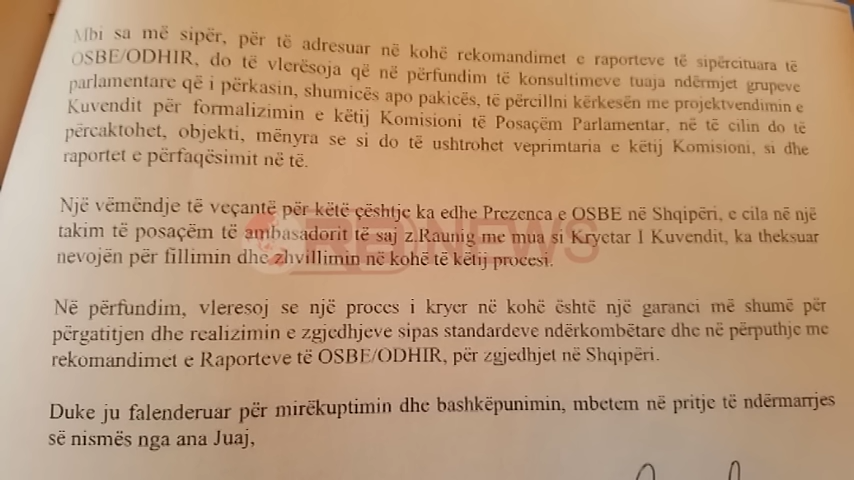 Mbi sa më sipër, për të adresuar në kohë rekomandimet e raporteve të sipërcituara të
OSBE/ODHIR, do të vlerësoja që në përfundim të konsultimeve tuaja ndërmjet grupeve
parlamentare që i përkasin, shumicës apo pakicës, të përcillni kërkesën me projektvendimin e
Kuvendit për formalizimin e këtij Komisioni të Posaçëm Parlamentar, në të cilin do të
përcaktohet, objekti, mënyra se si do të ushtrohet veprimtaria e këtij Komisioni, si dhe
raportet e përfaqësimit në të.
Një vëmëndje të veçantë për këtë çështje ka edhe Prezenca e OSBE në Shqipëri, e cila në një
takim të posaçëm të ambasadorit të saj z.Raunig me mua si Kryetar I Kuvendit, ka theksuar
nevojën për fillimin dhe zhvillimin në kohë të këtij procesi.
NEWS
Në përfundim, vleresoj se një proces i kryer në kohë është një garanci më shumë për
përgatitjen dhe realizimin e zgjedhjeve sipas standardeve ndërkombëtare dhe në përputhje me
rekomandimet e Raporteve të OSBE/ODHIR, për zgjedhjet në Shqipëri.
Duke ju falenderuar për mirëkuptimin dhe bashkëpunimin, mbetem në pritje të ndërmarrjes
së nismës nga ana Juaj,